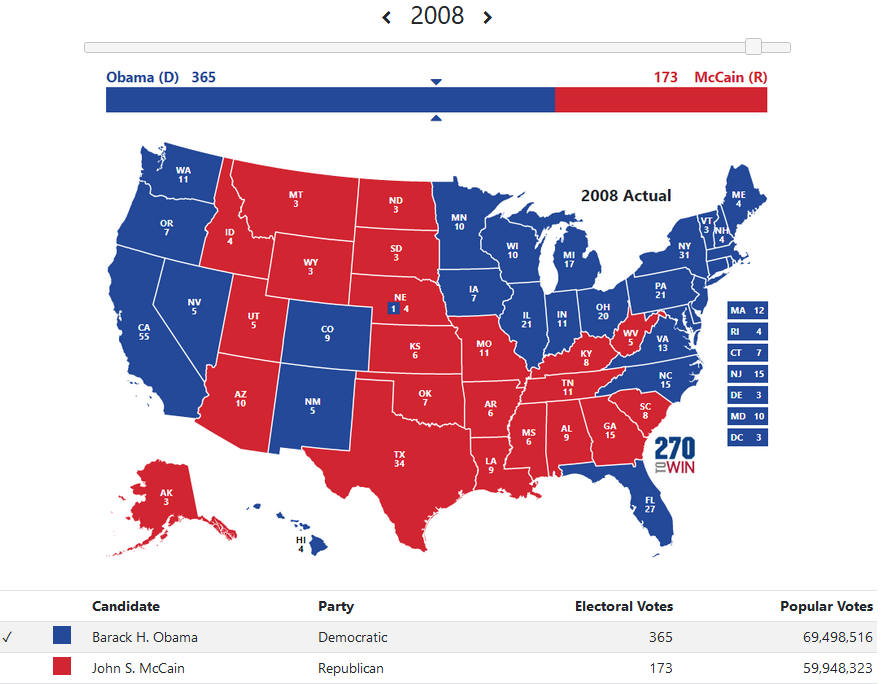 2008
Obama (D) 365
173 McCain (R)
2008 Actual
WA
11
OR
7
CA
55
NV
5
ID
4
MT
3
WY
3
UT
5
AZ
10
CO
9
NM
5
ND
3
SD
3
NE
1 4
KS
6
OK
7
TX
34
MN
10
IA
7
MO
11
AR
6
LA
9
WI
10
IL
21
MI
17
IN
11
OH
20
KY
8
TN
11
MS
6
AL
9
GA
15
FL
27
SC
8
NC
15
VA
13
WV
5
PA
21
NY
31
VT
3
NH
4
ME
4
AK
3
HI
4
MA 12
RI 4
CT 7
NJ 15
DE 3
MD 10
DC 3
270
TO WIN
Candidate Party Electoral Votes Popular Votes
✓ Barack H. Obama Democratic 365 69,498,516
John S. McCain Republican 173 59,948,323